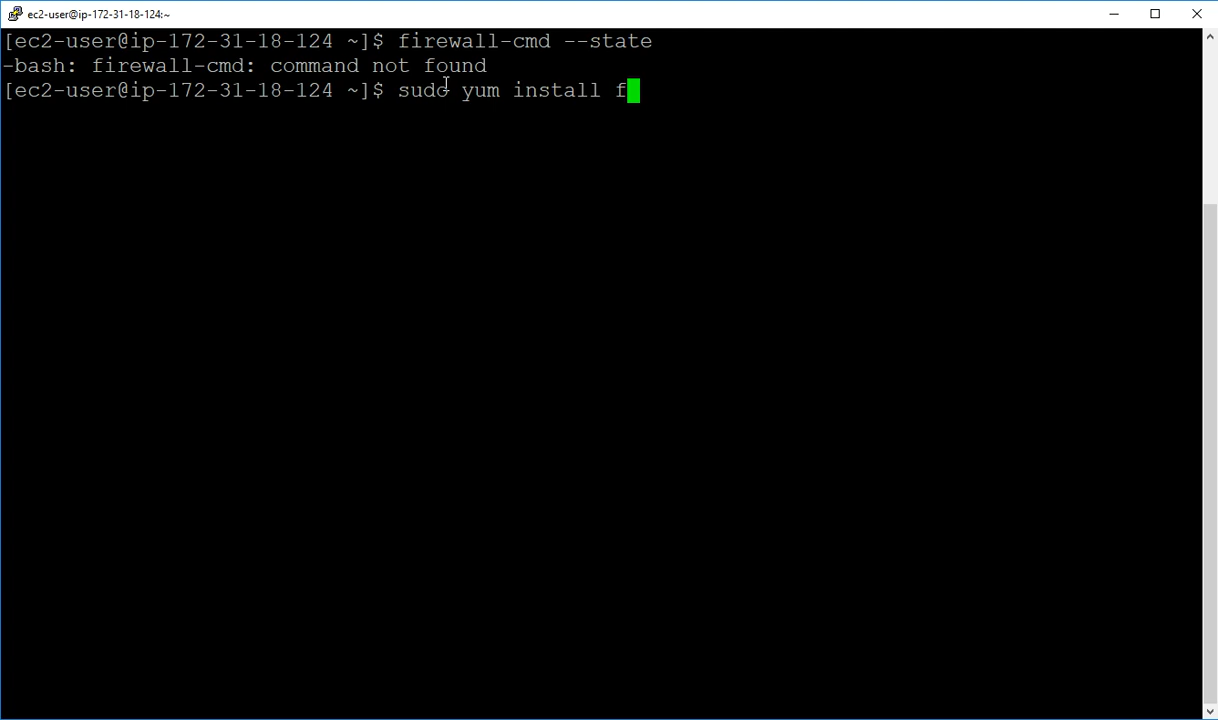 ec2-user@ip-172-31-18-124:~
[ec2-user@ip-172-31-18-124 ~]$ firewall-cmd --state
-bash: firewall-cmd: command not found
[ec2-user@ip-172-31-18-124 ~]$ sudo yum install f